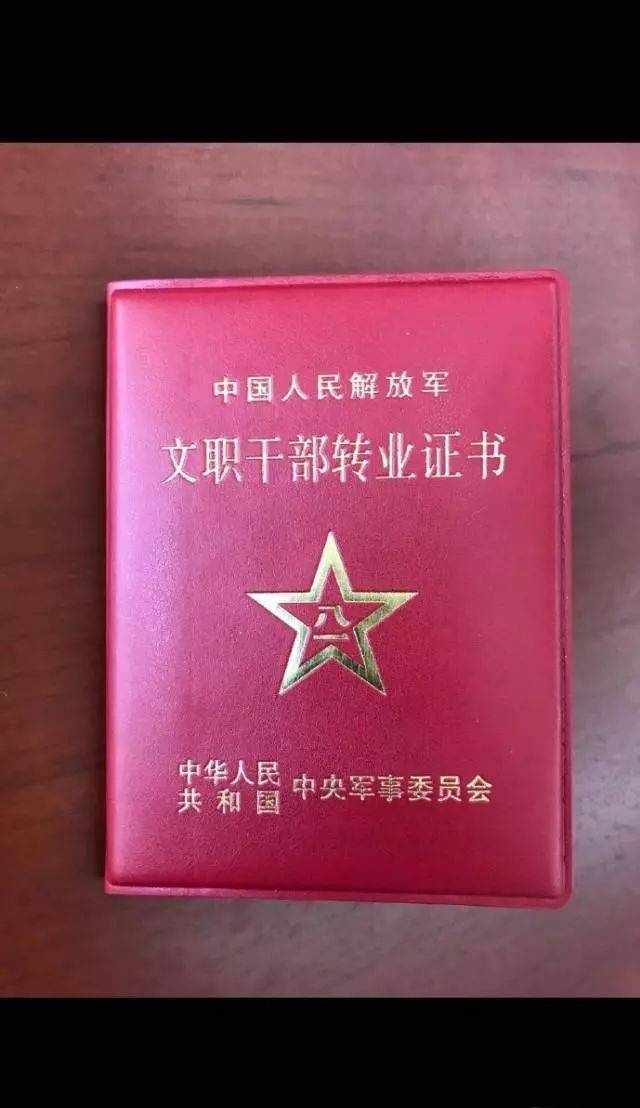 中国人民解放军
文职干部转业证书
八一
中华人民
共和国
中央军事委员会